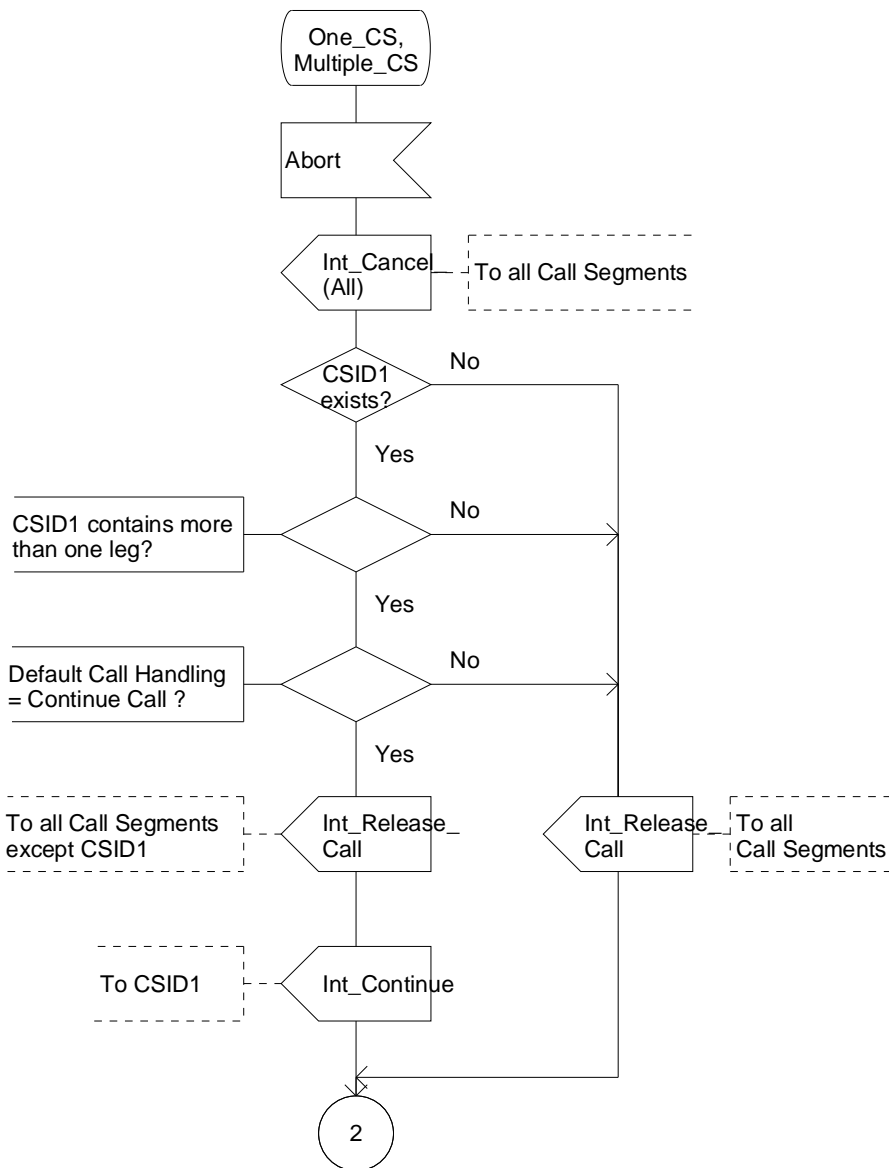 One_CS,
Multiple_CS
Abort
Int_Cancel_
(All)
To all Call Segments
CSID1
exists?
No
Yes
CSID1 contains more
than one leg?
No
Yes
Default Call Handling
= Continue Call ?
No
Yes
To all Call Segments
except CSID1
Int_Release_
Call
Int_Release_
Call
To all
Call Segments
To CSID1
Int_Continue
2